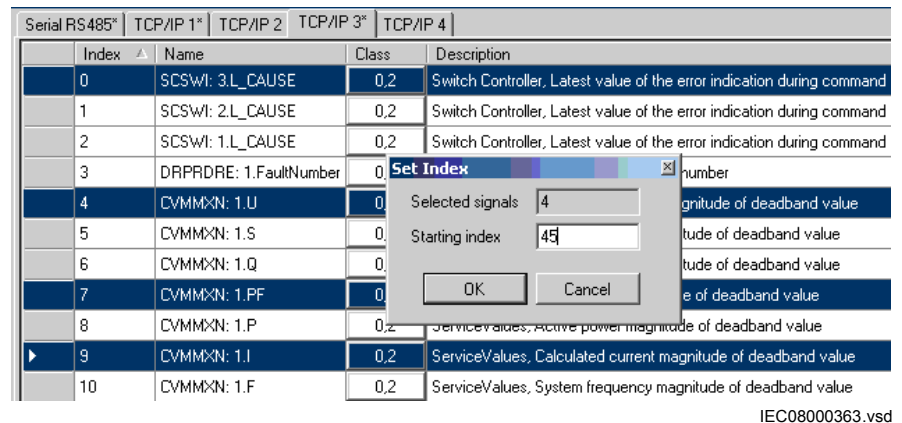 Serial RS485* TCP/IP 1* TCP/IP 2 TCP/IP 3* TCP/IP 4
Index Name Class Description
0 SCSWI: 3.L_CAUSE 0,2 Switch Controller, Latest value of the error indication during command
1 SCSWI: 2.L_CAUSE 0,2 Switch Controller, Latest value of the error indication during command
2 SCSWI: 1.L_CAUSE 0,2 Switch Controller, Latest value of the error indication during command
3 DRPRDRE: 1.FaultNumber 0, number
Set Index
4 CVMMXN: 1.U 0, gnitude of deadband value
Selected signals 4
5 CVMMXN: 1.S 0, tude of deadband value
Starting index 45
6 CVMMXN: 1.Q 0, tude of deadband value
7 CVMMXN: 1.PF 0, e of deadband value
OK Cancel
8 CVMMXN: 1.P 0,2 ServiceValues, Active power magnitude of deadband value
9 CVMMXN: 1.I 0,2 ServiceValues, Calculated current magnitude of deadband value
10 CVMMXN: 1.F 0,2 ServiceValues, System frequency magnitude of deadband value
IEC08000363.vsd